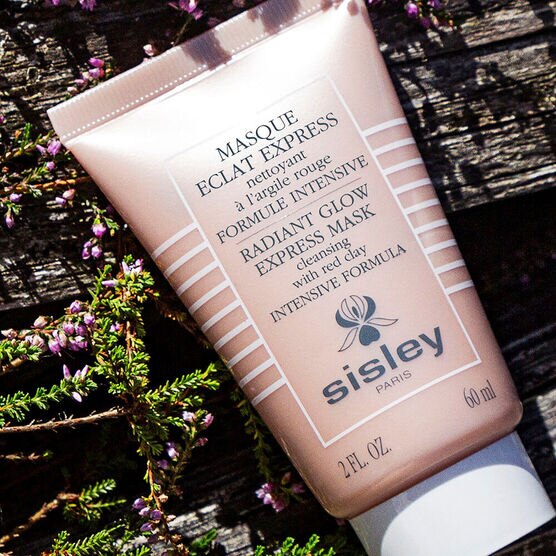 MASQUE
ECLAT EXPRESS
nettoyant
à l'argile rouge
FORMULE INTENSIVE
RADIANT GLOW
EXPRESS MASK
cleansing
with red clay
INTENSIVE FORMULA
sisley
PARIS
2 FL. OZ.
60 ml